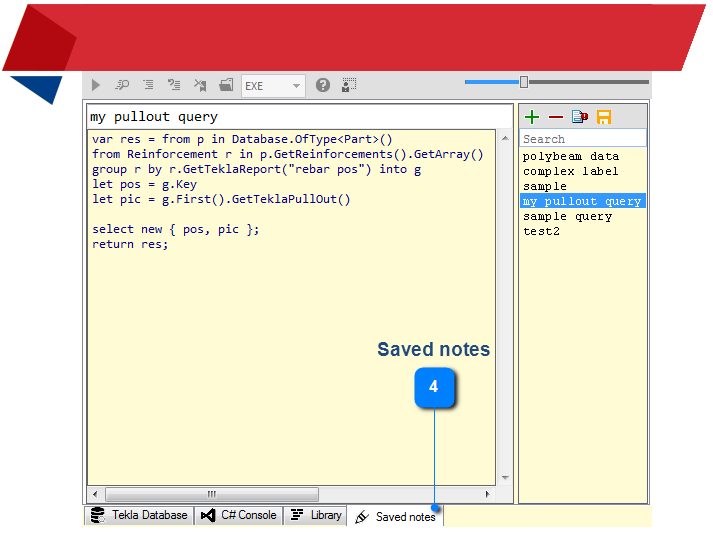 EXE
my pullout query
var res = from p in Database.OfType<Part>()
from Reinforcement r in p.GetReinforcements().GetArray()
group r by r.GetTeklaReport("rebar pos") into g
let pos = g.Key
let pic = g.First().GetTeklaPullOut()
select new { pos, pic };
return res;
Search
polybeam data
complex label
sample
my pullout query
sample query
test2
Saved notes
4
Tekla Database
C# Console
Library
Saved notes